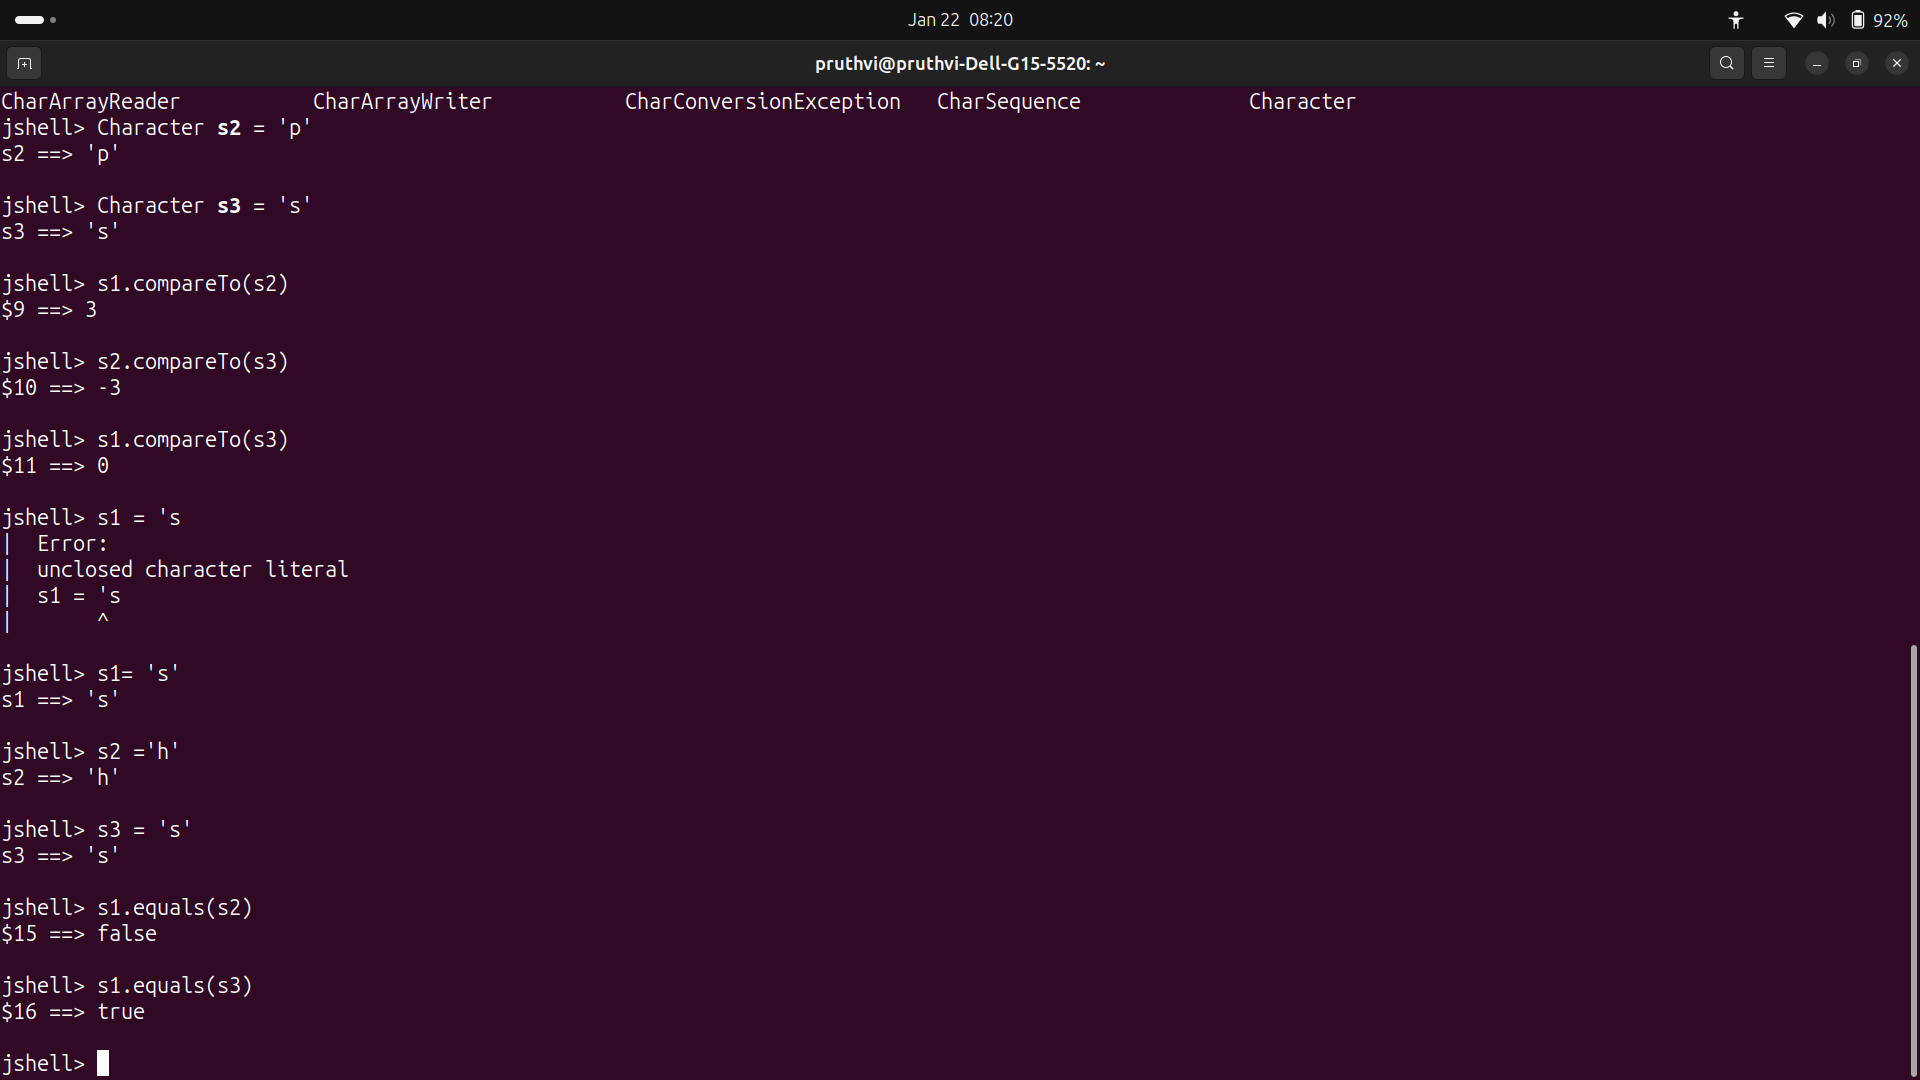 Jan 22  08:20
92%
pruthvi@pruthvi-Dell-G15-5520: ~
CharArrayReader           CharArrayWriter           CharConversionException   CharSequence              Character
jshell> Character s2 = 'p'
s2 ==> 'p'
jshell> Character s3 = 's'
s3 ==> 's'
jshell> s1.compareTo(s2)
$9 ==> 3
jshell> s2.compareTo(s3)
$10 ==> -3
jshell> s1.compareTo(s3)
$11 ==> 0
jshell> s1 = 's
|  Error:
|  unclosed character literal
|  s1 = 's
|       ^
jshell> s1= 's'
s1 ==> 's'
jshell> s2 ='h'
s2 ==> 'h'
jshell> s3 = 's'
s3 ==> 's'
jshell> s1.equals(s2)
$15 ==> false
jshell> s1.equals(s3)
$16 ==> true
jshell>